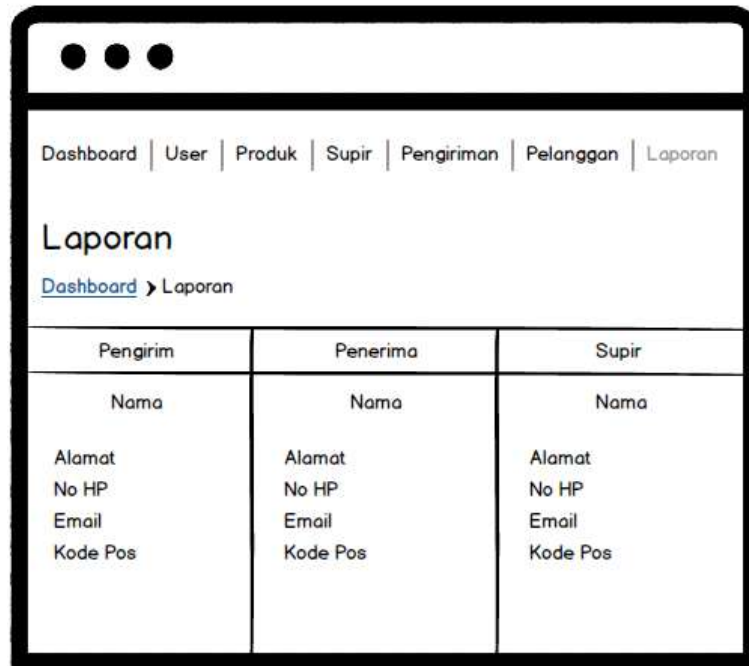 Dashboard | User | Produk | Supir | Pengiriman | Pelanggan | Laporan
Laporan
Dashboard > Laporan
Pengirim Penerima Supir
Nama Nama Nama
Alamat Alamat Alamat
No HP No HP No HP
Email Email Email
Kode Pos Kode Pos Kode Pos